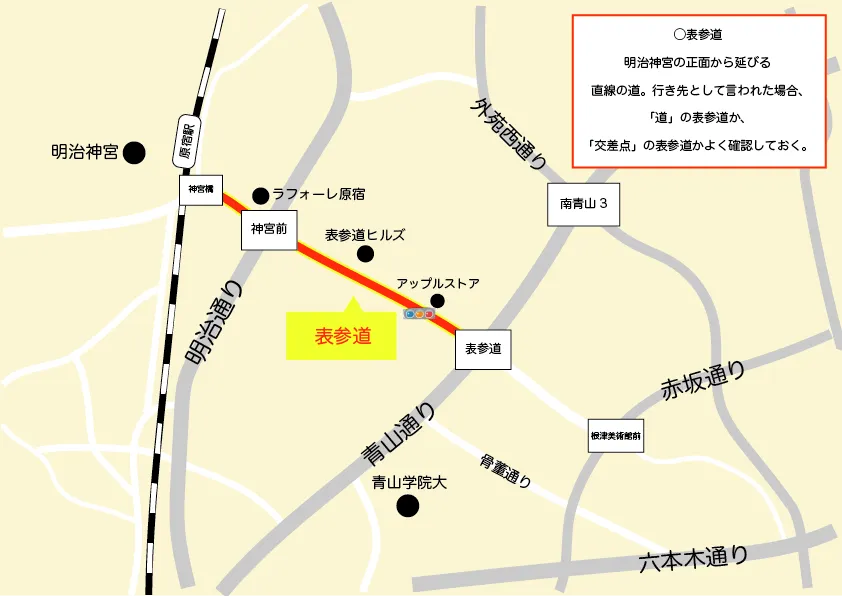 ○表参道
明治神宮の正面から延びる
直線の道。行き先として言われた場合、
「道」の表参道か、
「交差点」の表参道かよく確認しておく。
外苑西通り
原宿駅
明治神宮
神宮橋
ラフォーレ原宿
南青山3
神宮前
表参道ヒルズ
アップルストア
明治通り
表参道
表参道
赤坂通り
青山通り
根津美術館前
骨董通り
青山学院大
六本木通り